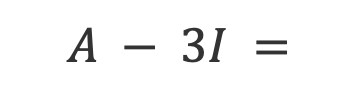 A − 3I =